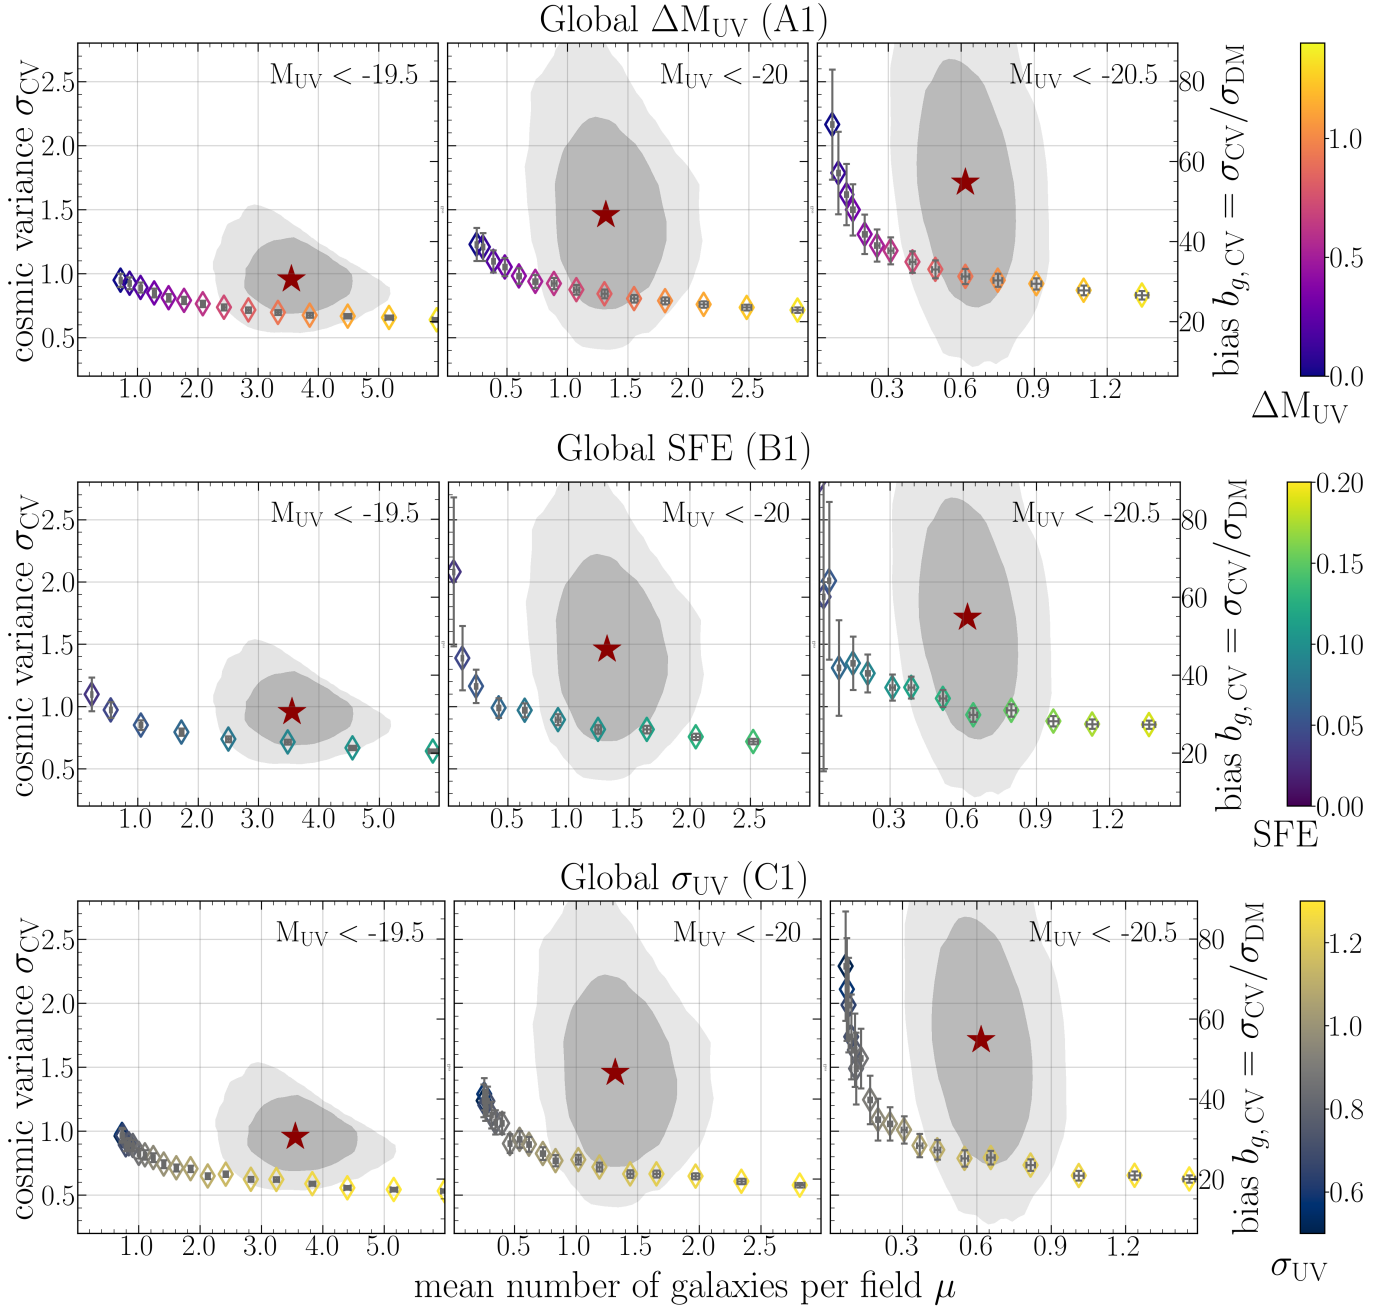 Global ΔM_UV (A1)
M_UV < -19.5
M_UV < -20
M_UV < -20.5
cosmic variance σ_CV
2.5
2.0
1.5
1.0
0.5
1.0 2.0 3.0 4.0 5.0
0.5 1.0 1.5 2.0 2.5
0.3 0.6 0.9 1.2
80
60
40
20
bias b_g,CV = σ_CV/σ_DM
1.0
0.5
0.0
ΔM_UV
Global SFE (B1)
M_UV < -19.5
M_UV < -20
M_UV < -20.5
cosmic variance σ_CV
2.5
2.0
1.5
1.0
0.5
1.0 2.0 3.0 4.0 5.0
0.5 1.0 1.5 2.0 2.5
0.3 0.6 0.9 1.2
80
60
40
20
bias b_g,CV = σ_CV/σ_DM
0.20
0.15
0.10
0.05
0.00
SFE
Global σ_UV (C1)
M_UV < -19.5
M_UV < -20
M_UV < -20.5
cosmic variance σ_CV
2.5
2.0
1.5
1.0
0.5
1.0 2.0 3.0 4.0 5.0
0.5 1.0 1.5 2.0 2.5
0.3 0.6 0.9 1.2
80
60
40
20
bias b_g,CV = σ_CV/σ_DM
1.2
1.0
0.8
0.6
σ_UV
mean number of galaxies per field μ